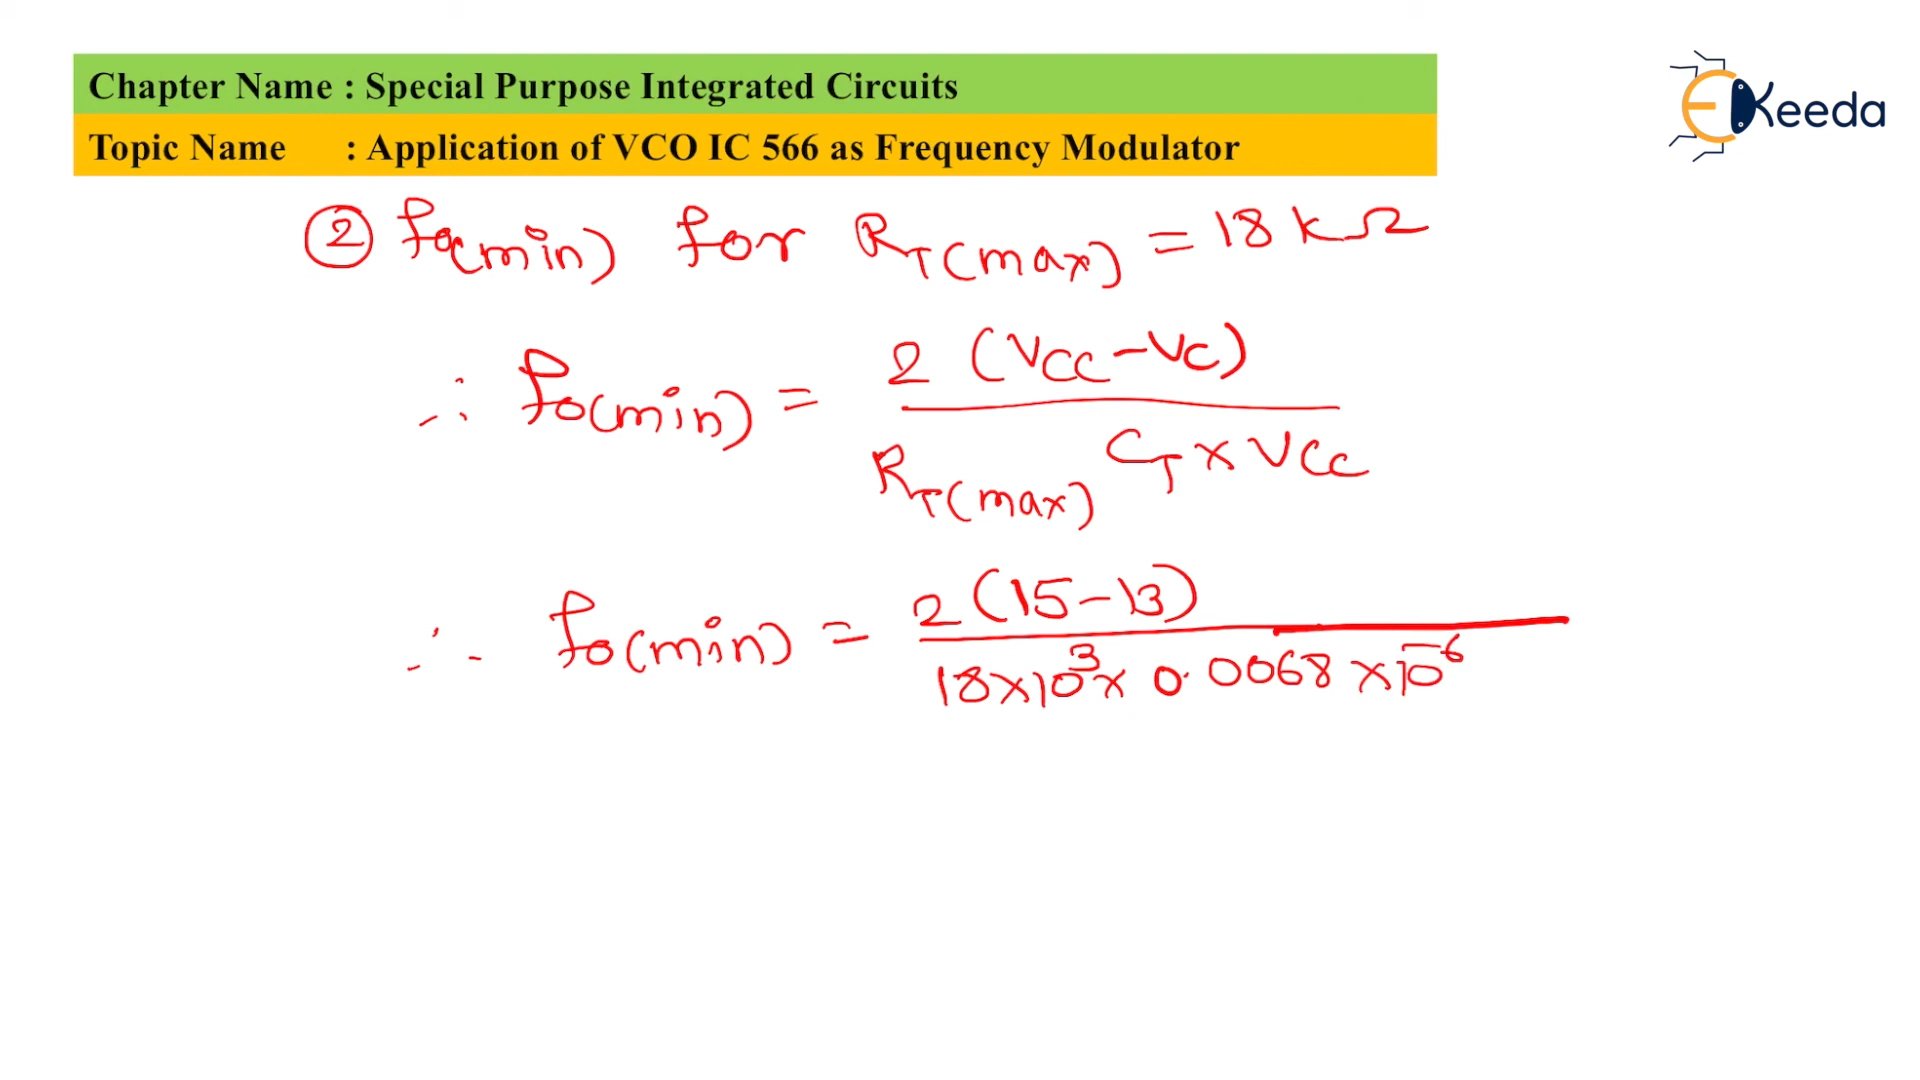 Chapter Name : Special Purpose Integrated Circuits
Topic Name : Application of VCO IC 566 as Frequency Modulator
EKeeda
② fo(min) for RT(max) = 18 kΩ
∴ fo(min) = 2 (VCC - VC)
RT(max) CT × VCC
∴ fo(min) = 2 (15 - 13)
18×10³ × 0.0068 × 10⁻⁶